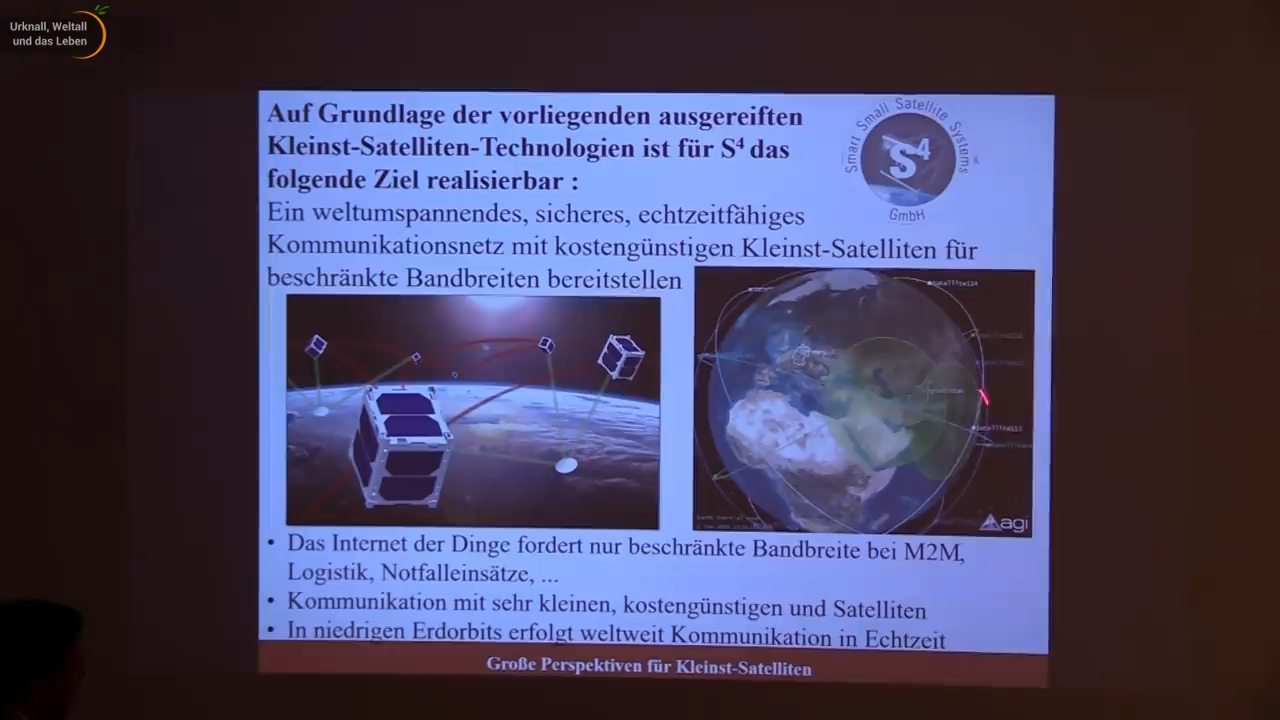 Urknall, Weltall
und das Leben
Auf Grundlage der vorliegenden ausgereiften
Kleinst-Satelliten-Technologien ist für S⁴ das
folgende Ziel realisierbar :
Ein weltumspannendes, sicheres, echtzeitfähiges
Kommunikationsnetz mit kostengünstigen Kleinst-Satelliten für
beschränkte Bandbreiten bereitstellen
Smart Small Satellite Systems
S⁴
GmbH
agi
• Das Internet der Dinge fordert nur beschränkte Bandbreite bei M2M,
Logistik, Notfalleinsätze, ...
• Kommunikation mit sehr kleinen, kostengünstigen und Satelliten
• In niedrigen Erdorbits erfolgt weltweit Kommunikation in Echtzeit
Große Perspektiven für Kleinst-Satelliten